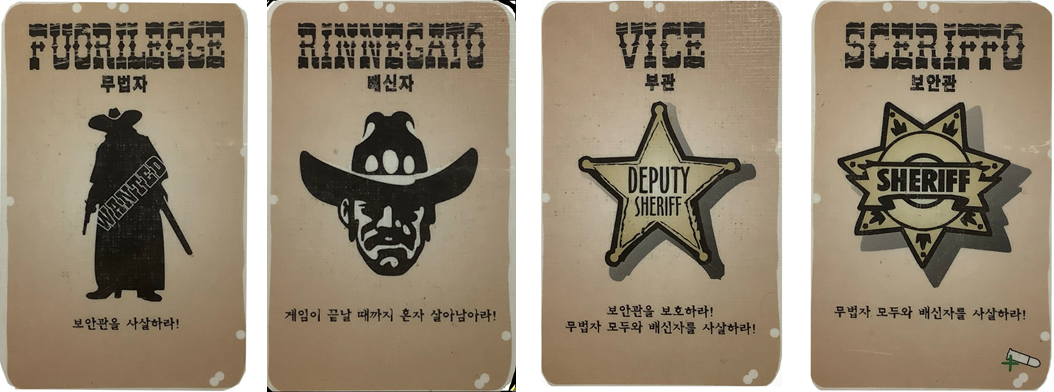 FUORILEGGE
무법자
WANTED
보안관을 사살하라!
RINNEGATO
배신자
게임이 끝날 때까지 혼자 살아남아라!
VICE
부관
DEPUTY
SHERIFF
보안관을 보호하라!
무법자 모두와 배신자를 사살하라!
SCERIFFO
보안관
SHERIFF
무법자 모두와 배신자를 사살하라!